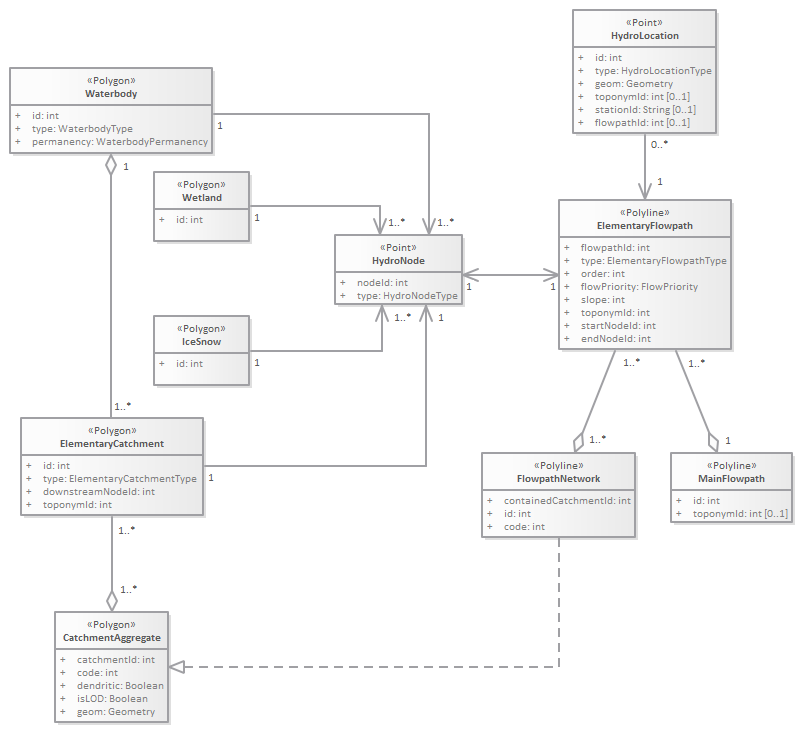 «Point»
HydroLocation
+ id: int
+ type: HydroLocationType
+ geom: Geometry
+ toponymId: int [0..1]
+ stationId: String [0..1]
+ flowpathId: int [0..1]
0..*
1
«Polygon»
Waterbody
+ id: int
+ type: WaterbodyType
+ permanency: WaterbodyPermanency
1
1
«Polygon»
Wetland
+ id: int
1
1..*
1..*
«Point»
HydroNode
+ nodeId: int
+ type: HydroNodeType
1
1
«Polyline»
ElementaryFlowpath
+ flowpathId: int
+ type: ElementaryFlowpathType
+ order: int
+ flowPriority: FlowPriority
+ slope: int
+ toponymId: int
+ startNodeId: int
+ endNodeId: int
1..*
1..*
1..*
1
«Polygon»
IceSnow
+ id: int
1
1..*
«Polygon»
ElementaryCatchment
+ id: int
+ type: ElementaryCatchmentType
+ downstreamNodeId: int
+ toponymId: int
1
1..*
1..*
1
«Polyline»
FlowpathNetwork
+ containedCatchmentId: int
+ id: int
+ code: int
«Polyline»
MainFlowpath
+ id: int
+ toponymId: int [0..1]
1..*
«Polygon»
CatchmentAggregate
+ catchmentId: int
+ code: int
+ dendritic: Boolean
+ isLOD: Boolean
+ geom: Geometry